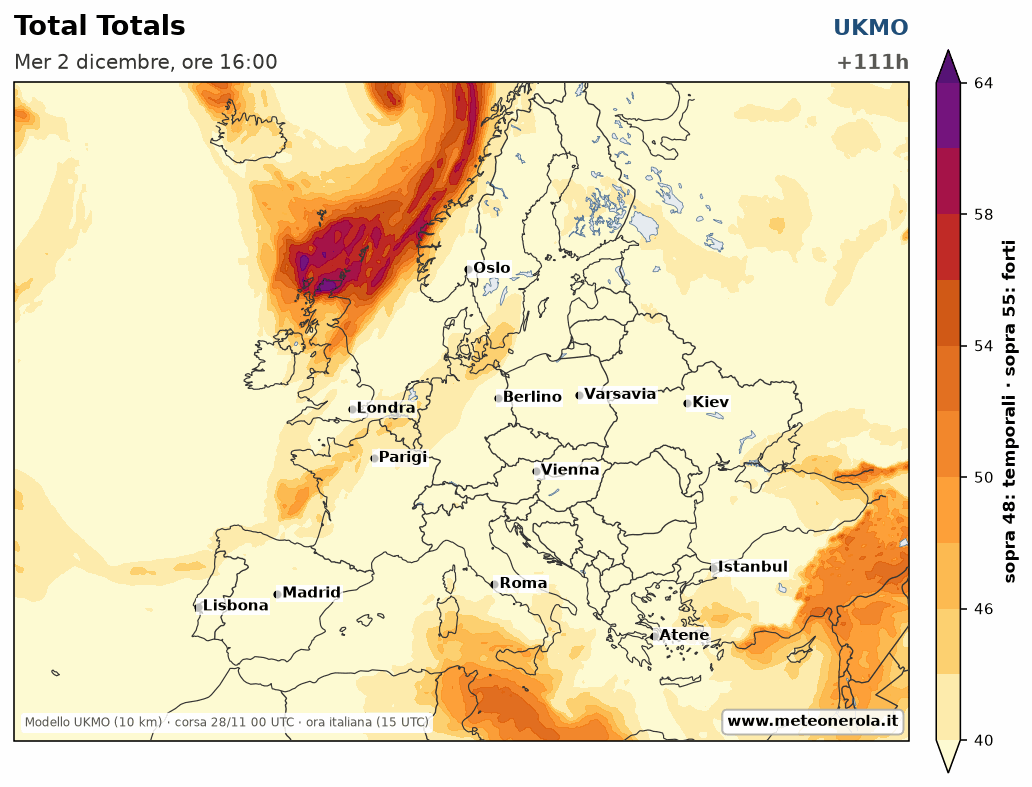 Total Totals
UKMO
Mer 2 dicembre, ore 16:00
+111h
64
58
54
50
46
40
sopra 48: temporali · sopra 55: forti
Oslo
Berlino
Varsavia
Kiev
Londra
Parigi
Vienna
Istanbul
Roma
Madrid
Lisbona
Atene
Modello UKMO (10 km) · corsa 28/11 00 UTC · ora italiana (15 UTC)
www.meteonerola.it